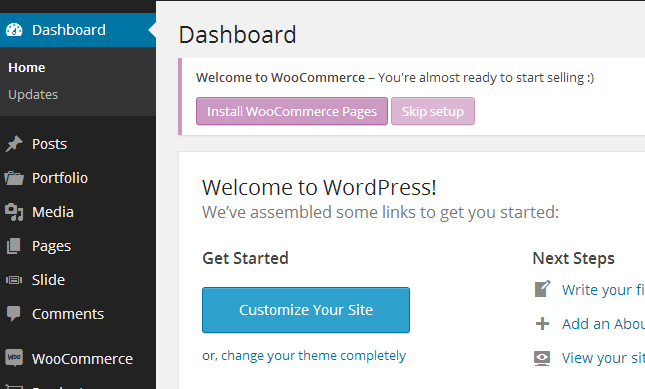 Dashboard
Home
Updates
Posts
Portfolio
Media
Pages
Slide
Comments
WOO
WooCommerce
Dashboard
Welcome to WooCommerce – You're almost ready to start selling :)
Install WooCommerce Pages Skip setup
Welcome to WordPress!
We've assembled some links to get you started:
Get Started
Customize Your Site
or, change your theme completely
Next Steps
Write your fi
Add an Abou
View your sit